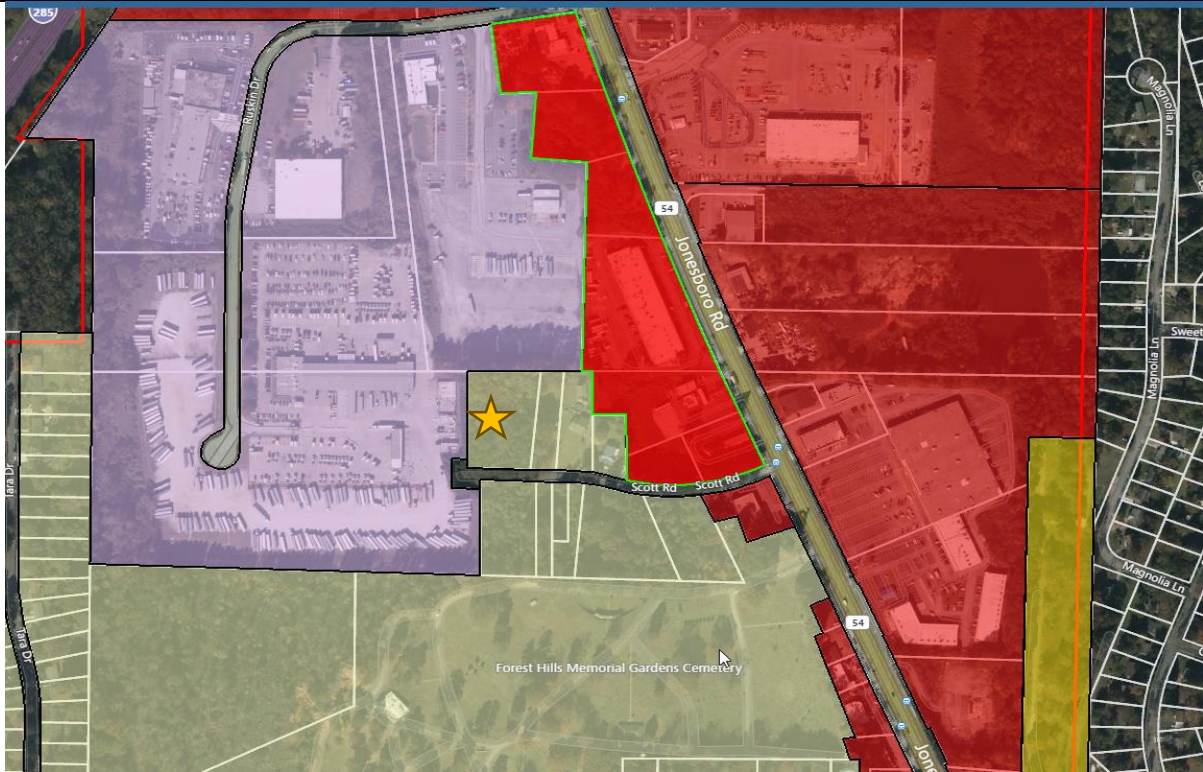 285
Ruskin Dr
Magnolia Ln
54
Jonesboro Rd
Sweet
Magnolia Ln
Tara Dr
Scott Rd
Scott Rd
Magnolia Ln
54
Tara Dr
Forest Hills Memorial Gardens Cemetery
Jone